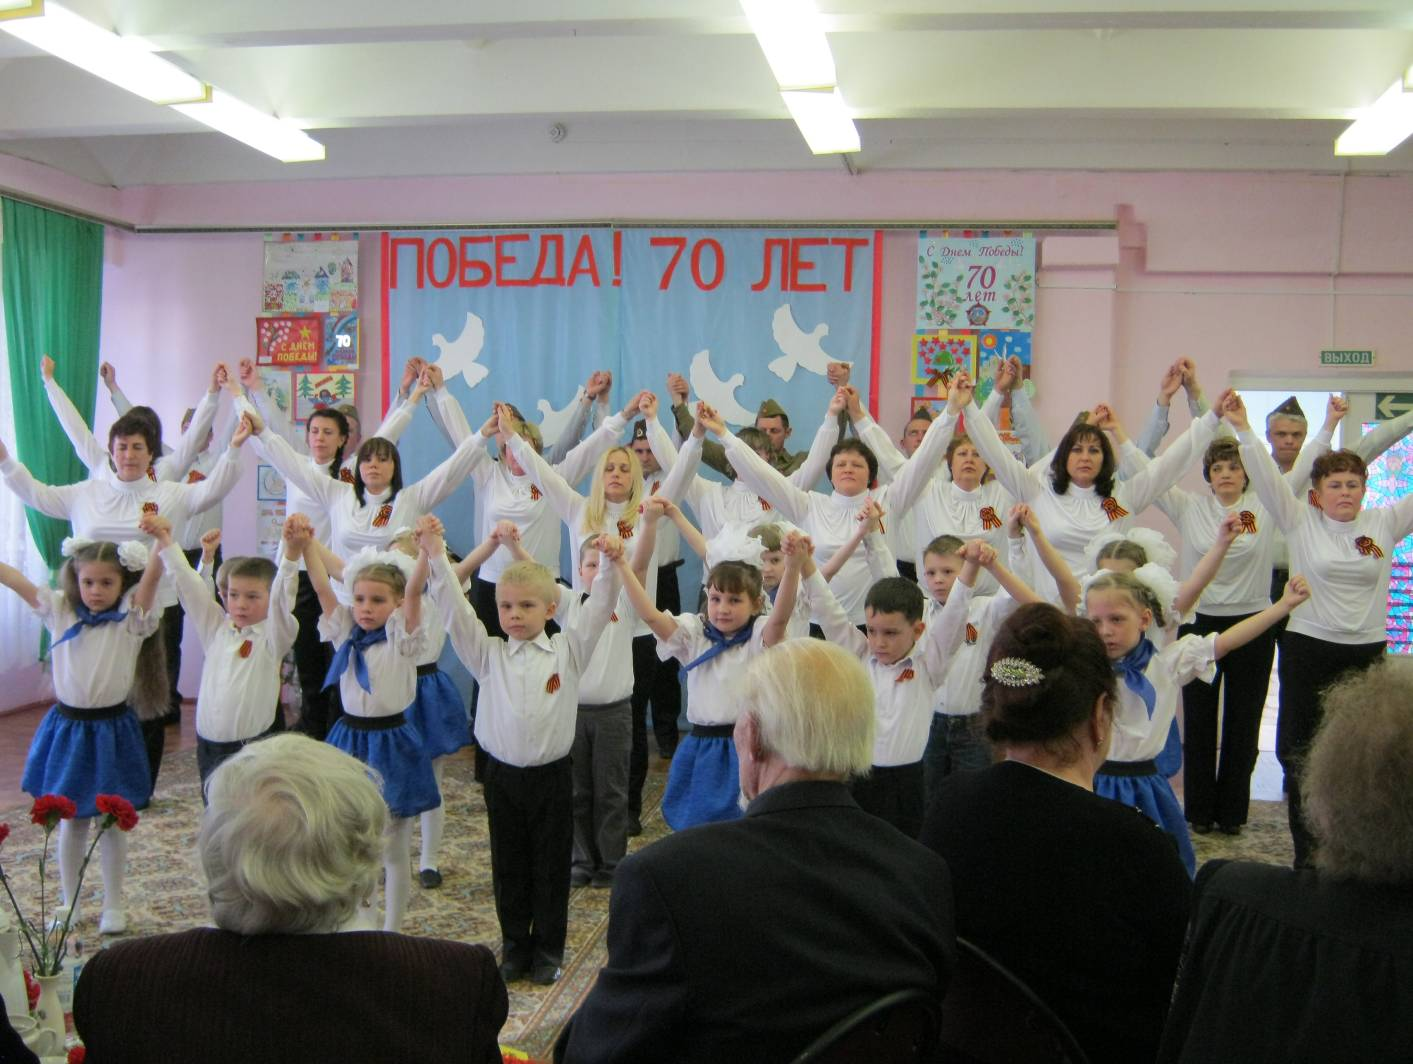 ПОБЕДА! 70 ЛЕТ
С Днем Победы!
70
лет
С ДНЕМ
ПОБЕДЫ!
70
ВЫХОД